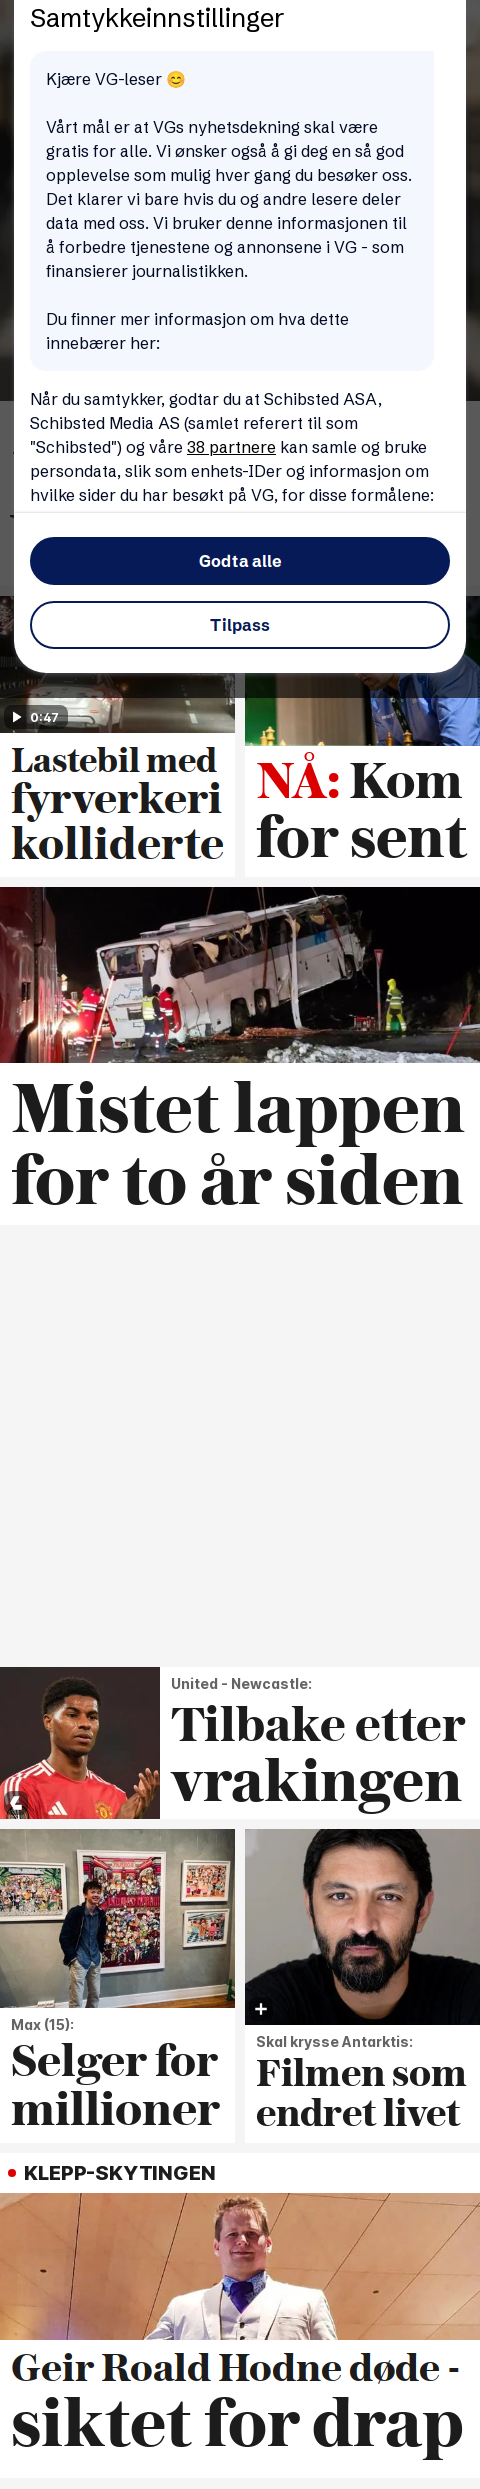 Samtykkeinnstillinger
Kjære VG-leser 😊
Vårt mål er at VGs nyhetsdekning skal være
gratis for alle. Vi ønsker også å gi deg en så god
opplevelse som mulig hver gang du besøker oss.
Det klarer vi bare hvis du og andre lesere deler
data med oss. Vi bruker denne informasjonen til
å forbedre tjenestene og annonsene i VG - som
finansierer journalistikken.
Du finner mer informasjon om hva dette
innebærer her:
Når du samtykker, godtar du at Schibsted ASA,
Schibsted Media AS (samlet referert til som
"Schibsted") og våre 38 partnere kan samle og bruke
persondata, slik som enhets-IDer og informasjon om
hvilke sider du har besøkt på VG, for disse formålene:
Godta alle
Tilpass
0:47
Lastebil med
fyrverkeri
kolliderte
NÅ: Kom
for sent
Mistet lappen
for to år siden
United - Newcastle:
Tilbake etter
vrakingen
Max (15):
Selger for
millioner
Skal krysse Antarktis:
Filmen som
endret livet
KLEPP-SKYTINGEN
Geir Roald Hodne døde -
siktet for drap